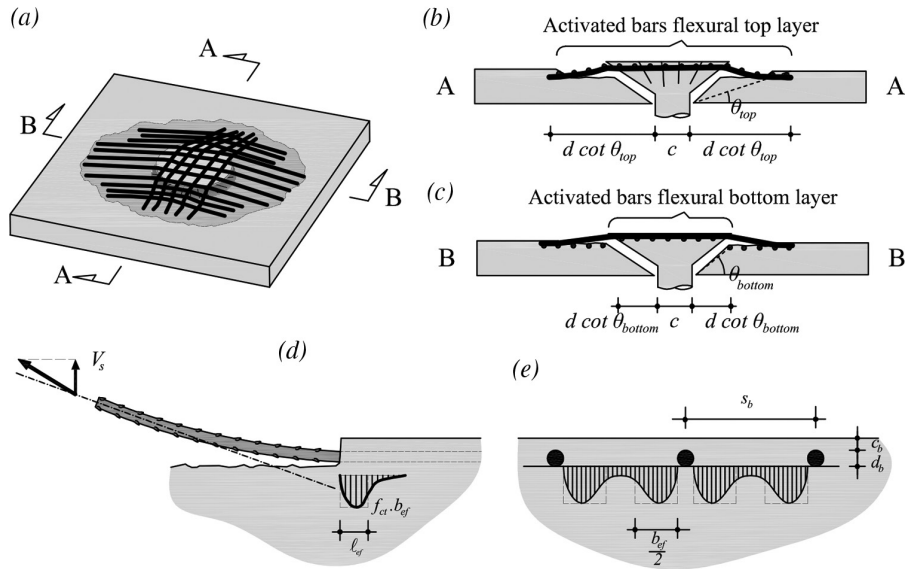 (a)
A
B
B
A
(b)
Activated bars flexural top layer
A
A
θtop
d cot θtop
c
d cot θtop
(c)
Activated bars flexural bottom layer
B
B
θbottom
d cot θbottom
c
d cot θbottom
(d)
Vs
fct.bef
ℓef
(e)
sb
cb
db
bef
2